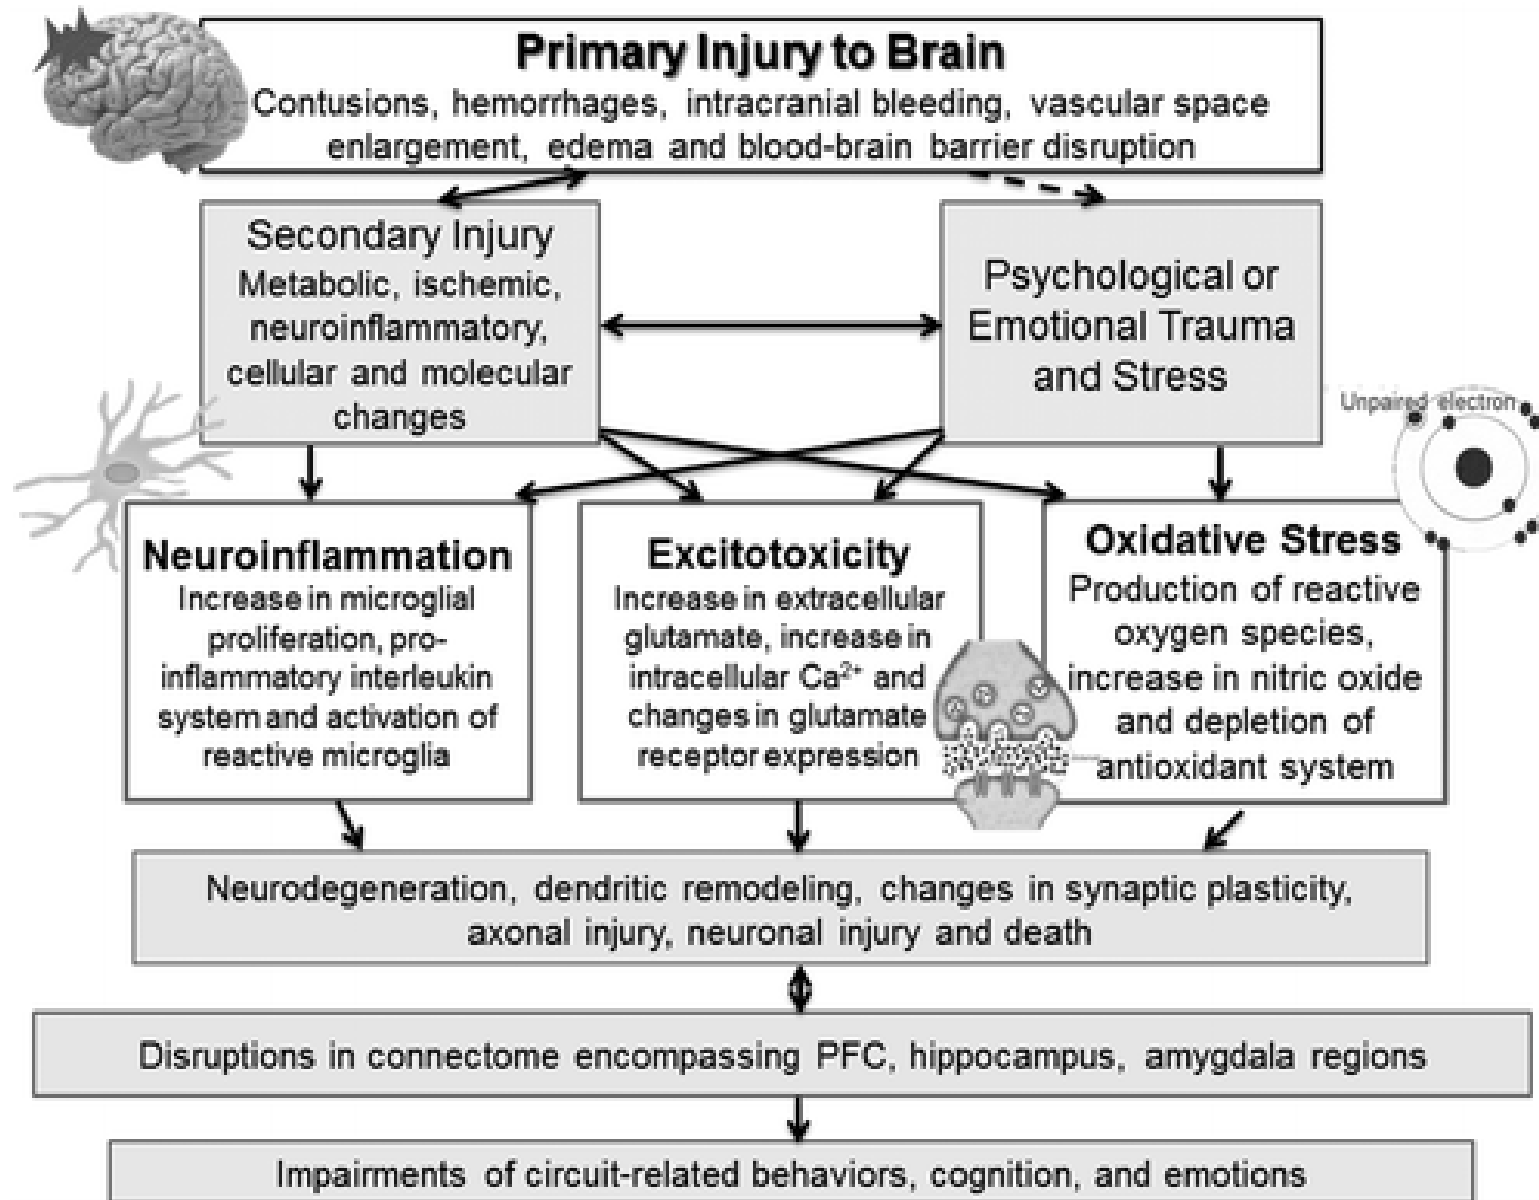 Primary Injury to Brain
Contusions, hemorrhages, intracranial bleeding, vascular space
enlargement, edema and blood-brain barrier disruption
Secondary Injury
Metabolic, ischemic,
neuroinflammatory,
cellular and molecular
changes
Psychological or
Emotional Trauma
and Stress
Unpaired electron
Neuroinflammation
Increase in microglial
proliferation, pro-
inflammatory interleukin
system and activation of
reactive microglia
Excitotoxicity
Increase in extracellular
glutamate, increase in
intracellular Ca²⁺ and
changes in glutamate
receptor expression
Oxidative Stress
Production of reactive
oxygen species,
increase in nitric oxide
and depletion of
antioxidant system
Neurodegeneration, dendritic remodeling, changes in synaptic plasticity,
axonal injury, neuronal injury and death
Disruptions in connectome encompassing PFC, hippocampus, amygdala regions
Impairments of circuit-related behaviors, cognition, and emotions